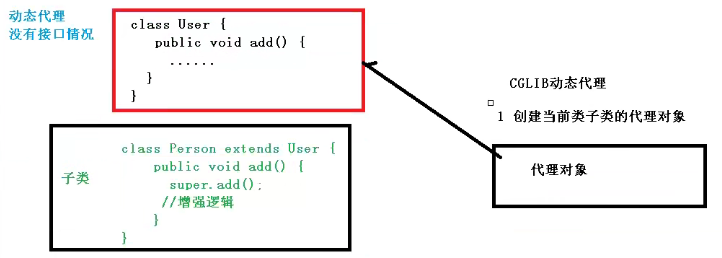 动态代理
没有接口情况
class User {
public void add() {
......
}
}
CGLIB动态代理
1 创建当前类子类的代理对象
代理对象
子类
class Person extends User {
public void add() {
super.add();
//增强逻辑
}
}